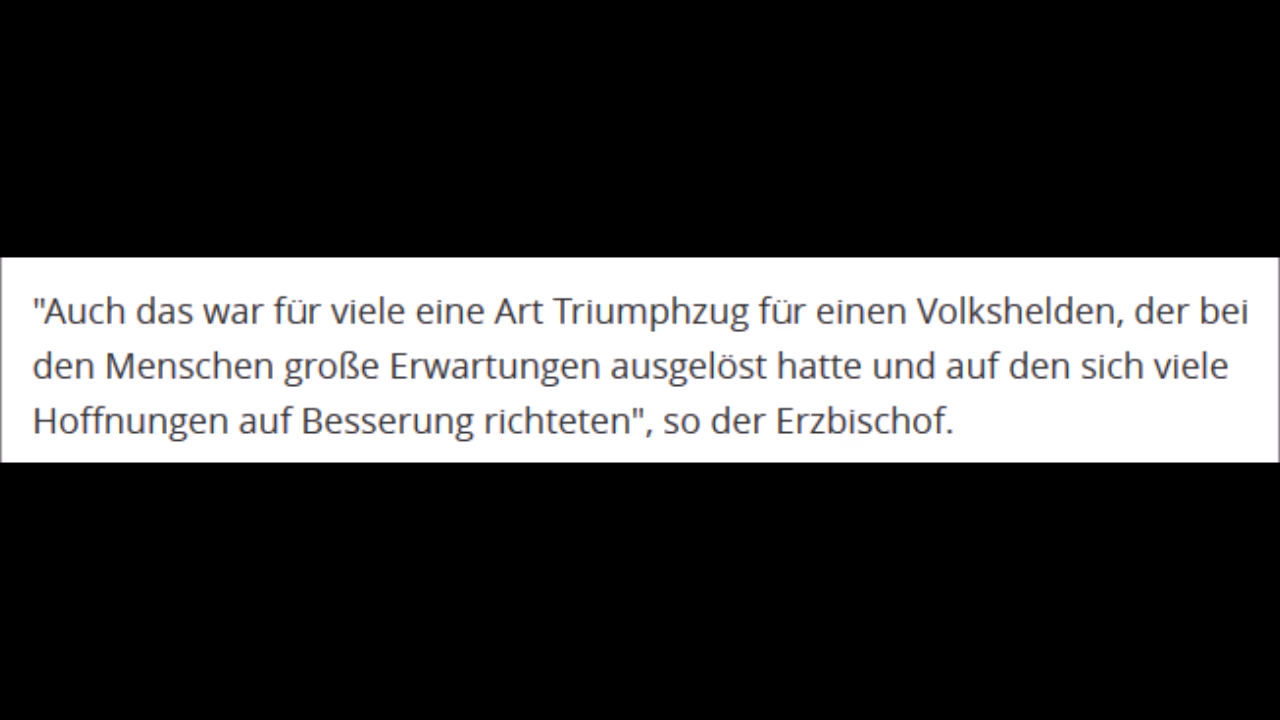 "Auch das war für viele eine Art Triumphzug für einen Volkshelden, der bei
den Menschen große Erwartungen ausgelöst hatte und auf den sich viele
Hoffnungen auf Besserung richteten", so der Erzbischof.